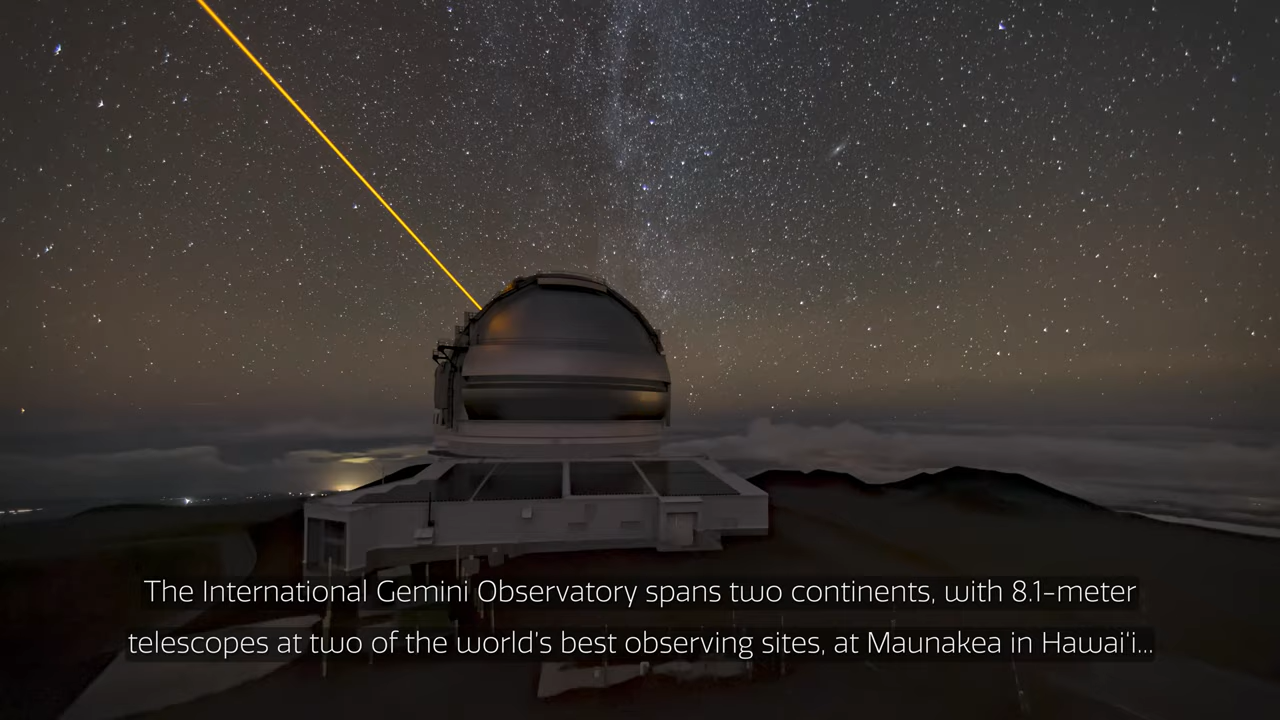 The International Gemini Observatory spans two continents, with 8.1-meter
telescopes at two of the world's best observing sites, at Maunakea in Hawaiʻi...